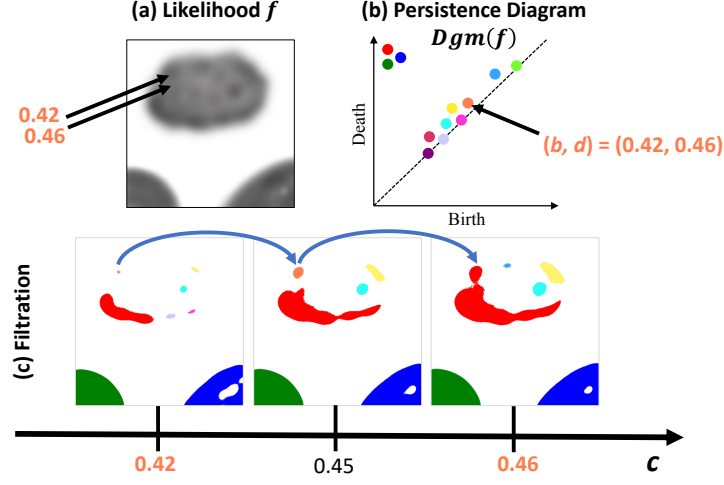 (a) Likelihood f
(b) Persistence Diagram
Dgm(f)
0.42
0.46
Death
(b, d) = (0.42, 0.46)
Birth
(c) Filtration
0.42
0.45
0.46
c